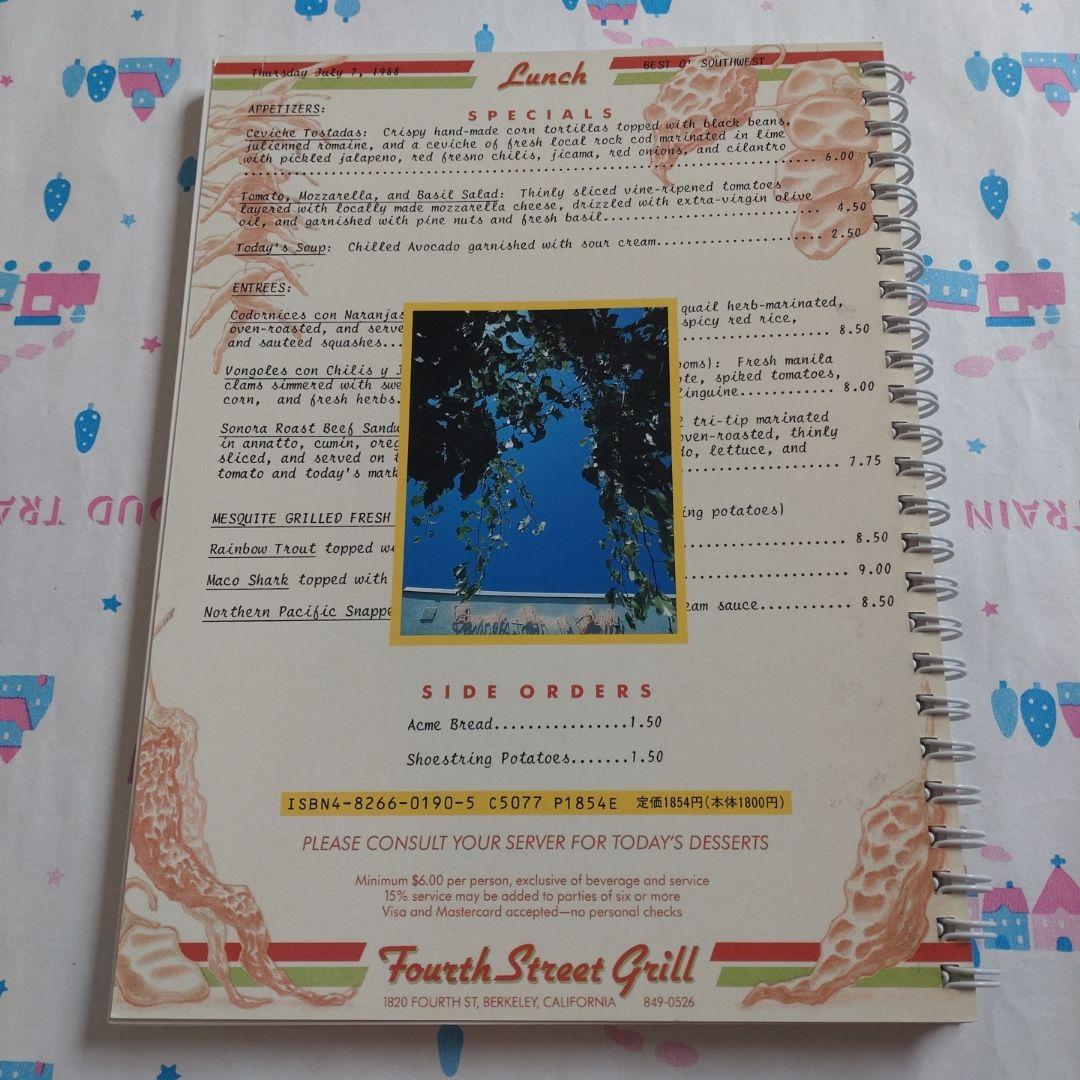 Thursday July 7, 1988
Lunch
BEST O' SOUTHWEST
SPECIALS
APPETIZERS:
Ceviche Tostadas: Crispy hand-made corn tortillas topped with black beans,
julienned romaine, and a ceviche of fresh local rock cod marinated in lime
with pickled jalapeno, red fresno chilis, jicama, red onions, and cilantro
6.00
Tomato, Mozzarella, and Basil Salad: Thinly sliced vine-ripened tomatoes
layered with locally made mozzarella cheese, drizzled with extra-virgin olive
oil, and garnished with pine nuts and fresh basil.......................... 4.50
Today's Soup: Chilled Avocado garnished with sour cream........................ 2.50
ENTREES:
Codornices con Naranjas quail herb-marinated,
oven-roasted, and serve spicy red rice,
and sauteed squashes... 8.50
Vongoles con Chilis y ooms): Fresh manila
clams simmered with swe te, spiked tomatoes,
corn, and fresh herbs. linguine............ 8.00
Sonora Roast Beef Sandw tri-tip marinated
in annatto, cumin, oreg oven-roasted, thinly
sliced, and served on do, lettuce, and
tomato and today's mark 7.75
MESQUITE GRILLED FRESH ing potatoes)
Rainbow Trout topped w 8.50
Maco Shark topped with 9.00
Northern Pacific Snappe eam sauce............ 8.50
SIDE ORDERS
Acme Bread................1.50
Shoestring Potatoes.......1.50
ISBN4-8266-0190-5 C5077 P1854E 定価1854円(本体1800円)
PLEASE CONSULT YOUR SERVER FOR TODAY'S DESSERTS
Minimum $6.00 per person, exclusive of beverage and service
15% service may be added to parties of six or more
Visa and Mastercard accepted—no personal checks
Fourth Street Grill
1820 FOURTH ST, BERKELEY, CALIFORNIA 849-0526